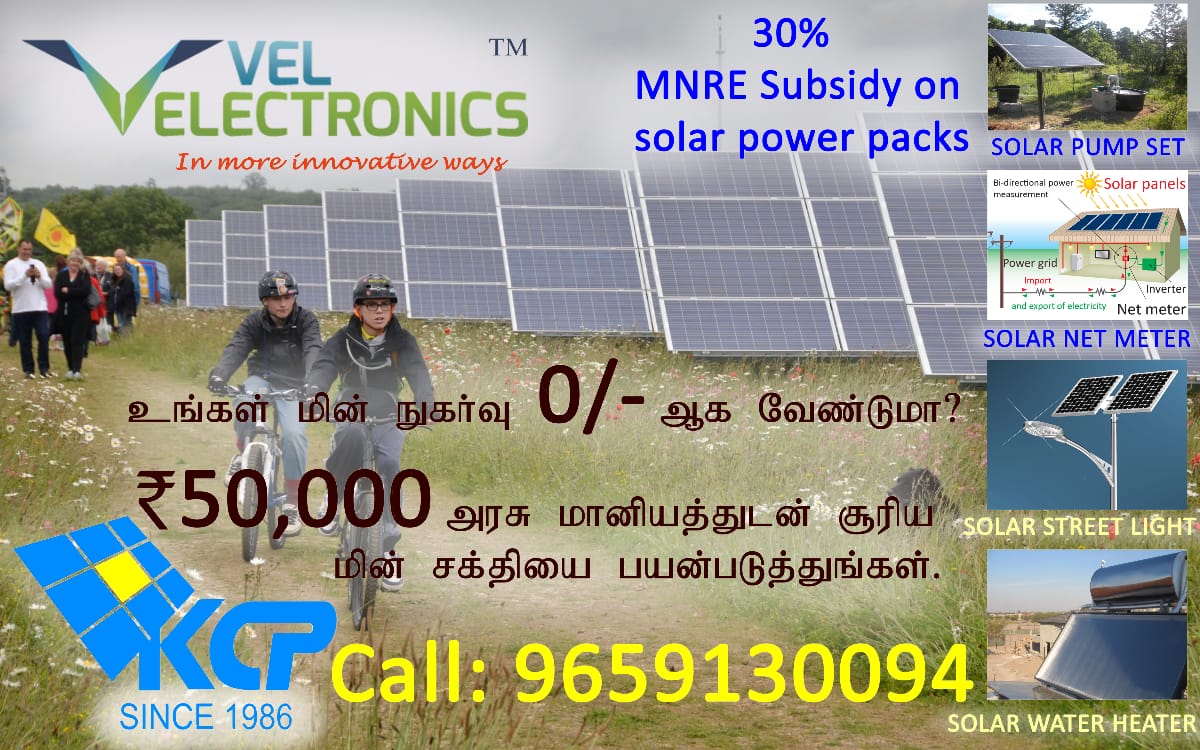 VEL
ELECTRONICS
TM
In more innovative ways
30%
MNRE Subsidy on
solar power packs
SOLAR PUMP SET
Bi-directional power
measurement
Solar panels
Power grid
Import
and export of electricity
Inverter
Net meter
SOLAR NET METER
உங்கள் மின் நுகர்வு 0/- ஆக வேண்டுமா?
₹50,000 அரசு மானியத்துடன் சூரிய
மின் சக்தியை பயன்படுத்துங்கள்.
SOLAR STREET LIGHT
KCP
SINCE 1986
Call: 9659130094
SOLAR WATER HEATER